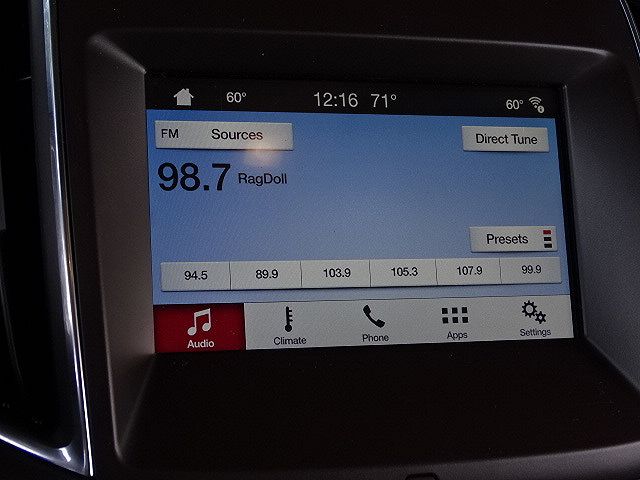 60° 12:16 71° 60°
FM Sources Direct Tune
98.7 RagDoll
Presets
94.5 89.9 103.9 105.3 107.9 99.9
Audio Climate Phone Apps Settings